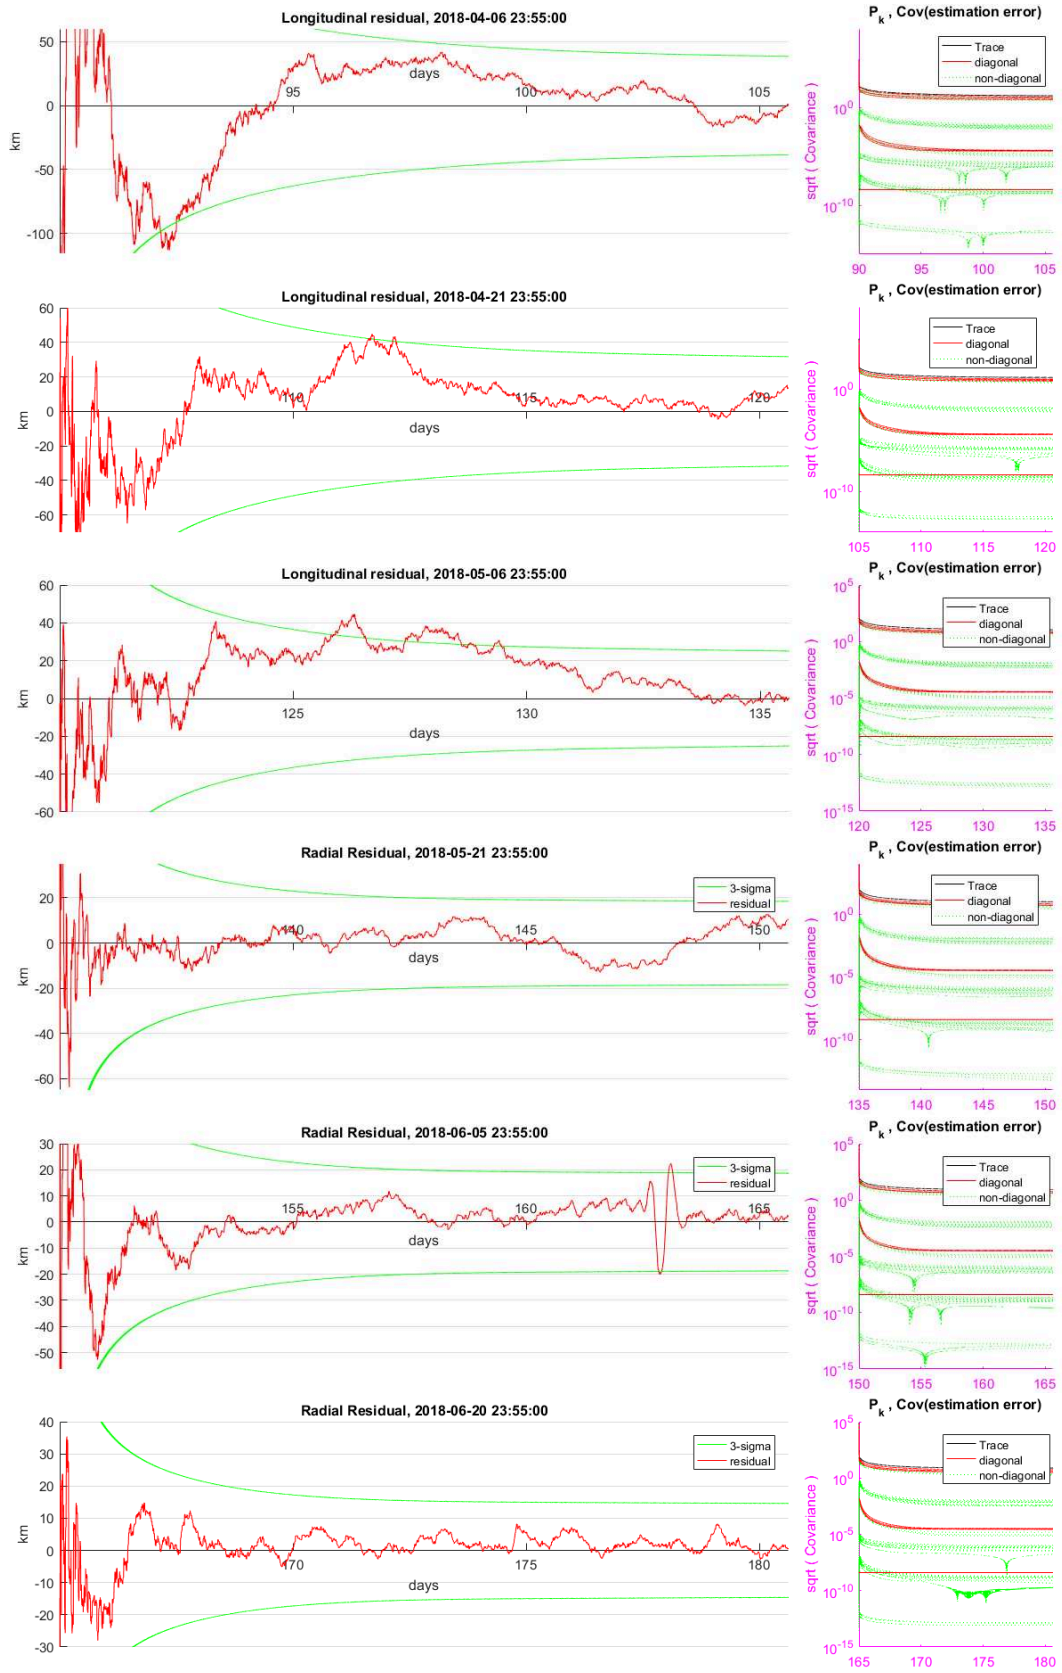 Longitudinal residual, 2018-04-06 23:55:00
50
0
-50
-100
km
days
95
100
105
P_k , Cov(estimation error)
Trace
diagonal
non-diagonal
sqrt ( Covariance )
10^0
10^-10
90 95 100 105
Longitudinal residual, 2018-04-21 23:55:00
60
40
20
0
-20
-40
-60
km
110
115
120
days
P_k , Cov(estimation error)
Trace
diagonal
non-diagonal
sqrt ( Covariance )
10^0
10^-10
105 110 115 120
Longitudinal residual, 2018-05-06 23:55:00
60
40
20
0
-20
-40
-60
km
125
130
135
days
P_k , Cov(estimation error)
Trace
diagonal
non-diagonal
sqrt ( Covariance )
10^5
10^0
10^-5
10^-10
10^-15
120 125 130 135
Radial Residual, 2018-05-21 23:55:00
3-sigma
residual
20
0
-20
-40
-60
km
140
145
150
days
P_k , Cov(estimation error)
Trace
diagonal
non-diagonal
sqrt ( Covariance )
10^0
10^-5
10^-10
135 140 145 150
Radial Residual, 2018-06-05 23:55:00
3-sigma
residual
30
20
10
0
-10
-20
-30
-40
-50
km
155
160
165
days
P_k , Cov(estimation error)
Trace
diagonal
non-diagonal
sqrt ( Covariance )
10^5
10^0
10^-5
10^-10
10^-15
150 155 160 165
Radial Residual, 2018-06-20 23:55:00
3-sigma
residual
40
30
20
10
0
-10
-20
-30
km
170
175
180
days
P_k , Cov(estimation error)
Trace
diagonal
non-diagonal
sqrt ( Covariance )
10^5
10^0
10^-5
10^-10
10^-15
165 170 175 180